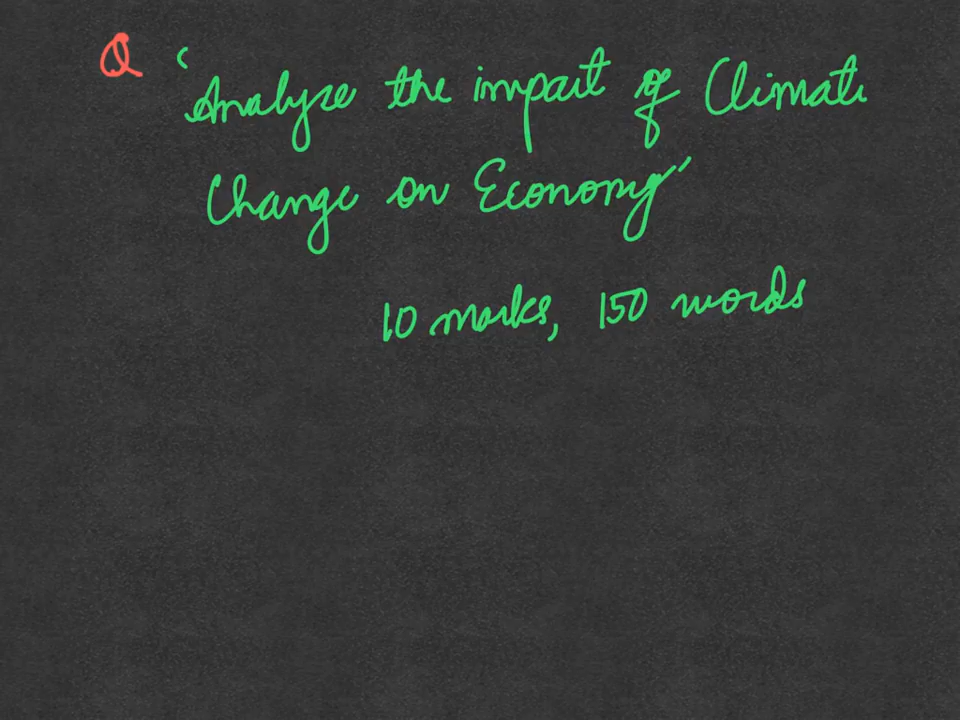 Q 'Analyze the impact of Climate
Change on Economy'
10 marks, 150 words